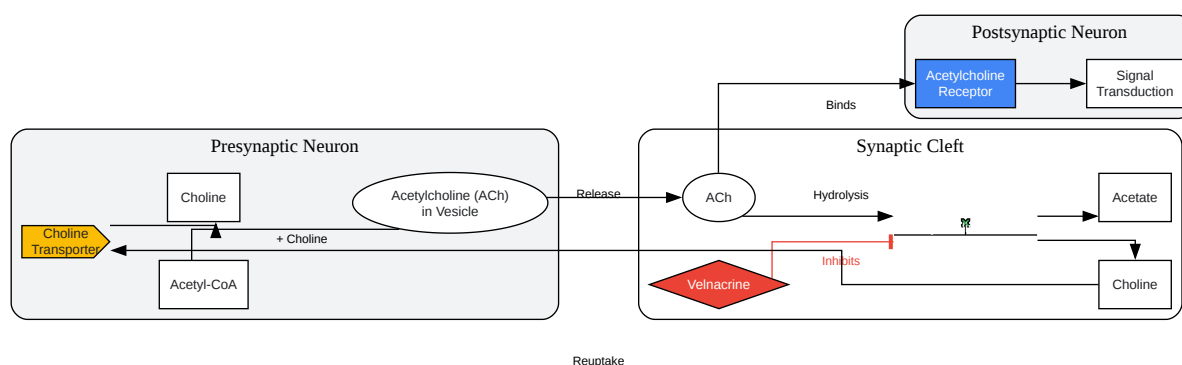 Postsynaptic Neuron
Acetylcholine
Receptor
Signal
Transduction
Binds
Presynaptic Neuron
Synaptic Cleft
Choline
Acetylcholine (ACh)
in Vesicle
Release
ACh
Hydrolysis
Acetate
Choline
Transporter
+ Choline
Inhibits
Acetyl-CoA
Velnacrine
Choline
Reuptake